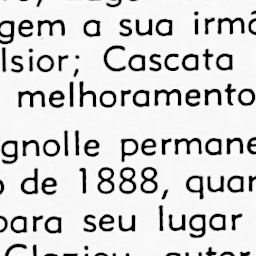 gem a sua irmã
lsior; Cascata
melhoramento
gnolle permane
de 1888, quan
para seu lugar